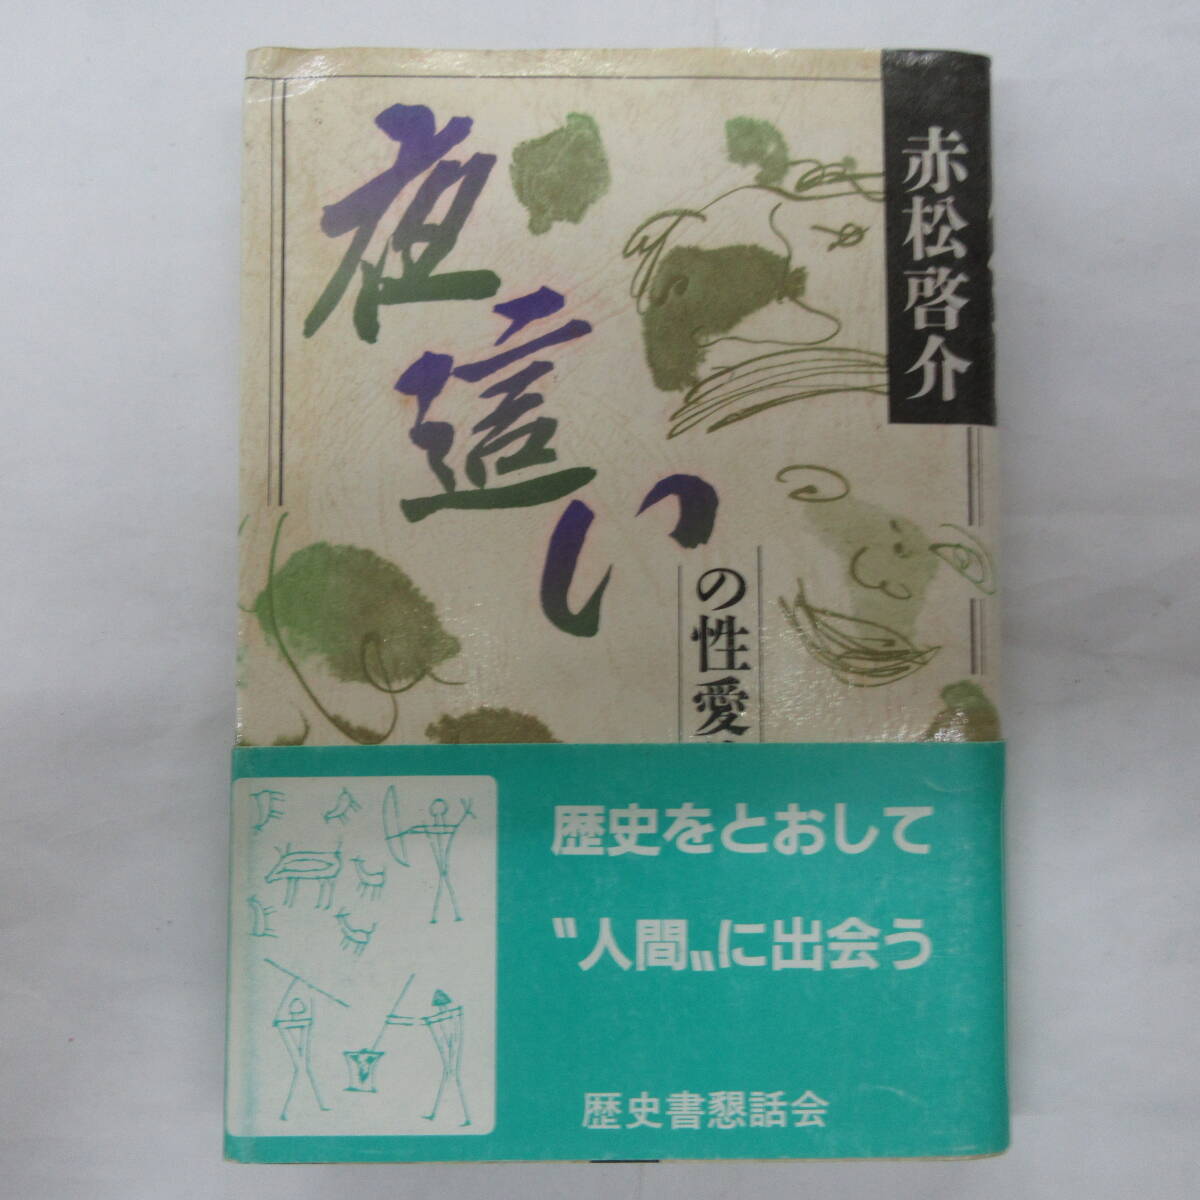 赤松啓介
夜這い
の性愛
歴史をとおして
〝人間〟に出会う
歴史書懇話会